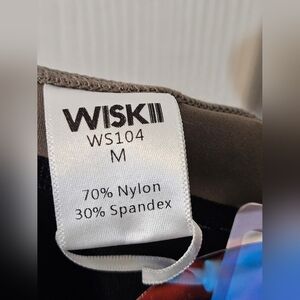 WISKII
WS104
M
70% Nylon
30% Spandex